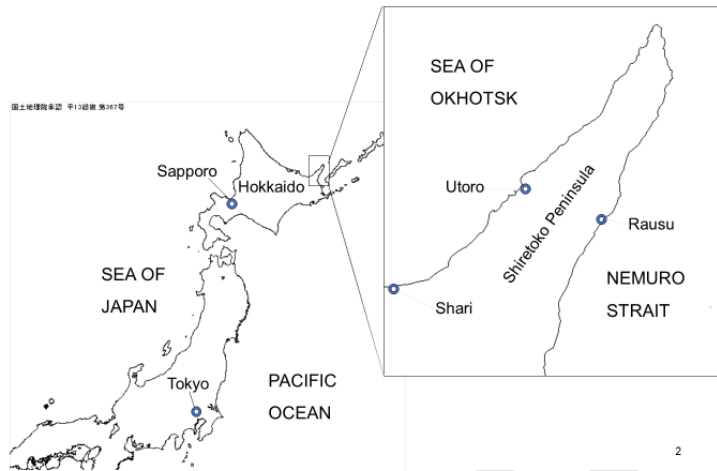 国土地理院承認 平13総複 第367号
SEA OF
OKHOTSK
Utoro
Shiretoko Peninsula
Rausu
Shari
NEMURO
STRAIT
Sapporo
Hokkaido
SEA OF
JAPAN
Tokyo
PACIFIC
OCEAN
2